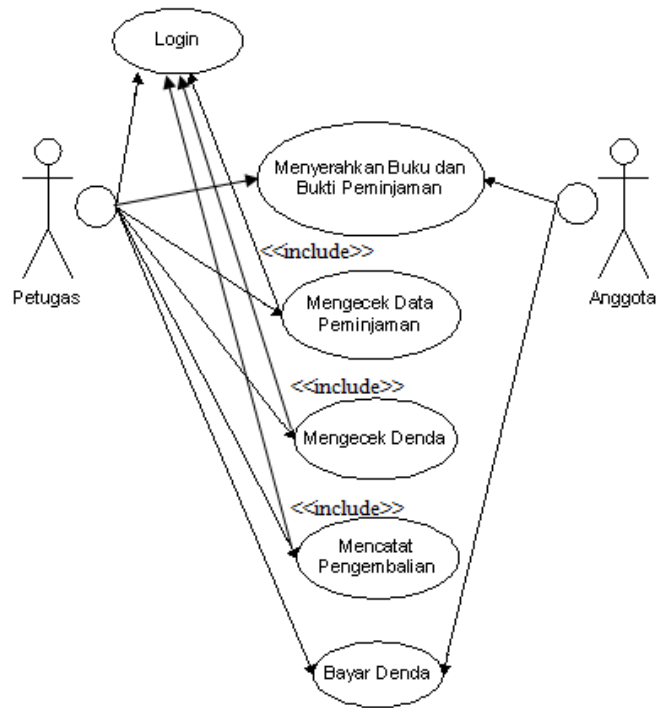 Login
Menyerahkan Buku dan
Bukti Peminjaman
Petugas
Anggota
<<include>>
Mengecek Data
Peminjaman
<<include>>
Mengecek Denda
<<include>>
Mencatat
Pengembalian
Bayar Denda